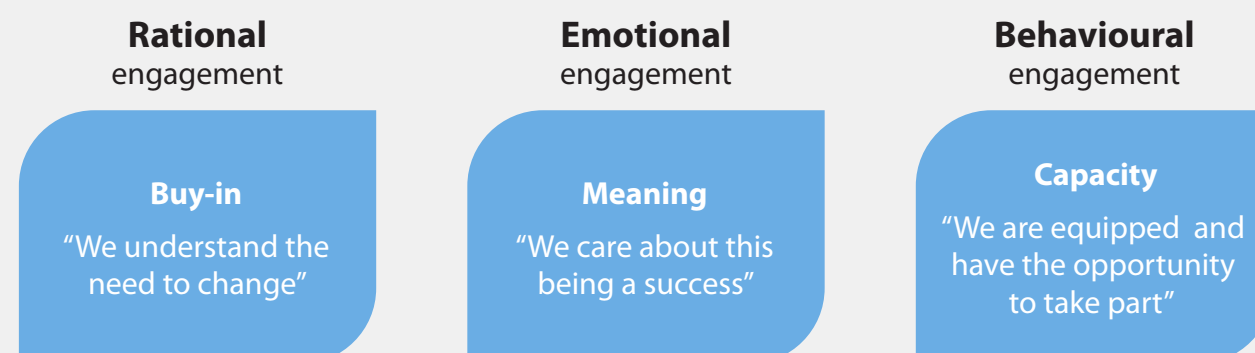 Rational
engagement
Buy-in
“We understand the
need to change”
Emotional
engagement
Meaning
“We care about this
being a success”
Behavioural
engagement
Capacity
“We are equipped  and
have the opportunity
to take part”